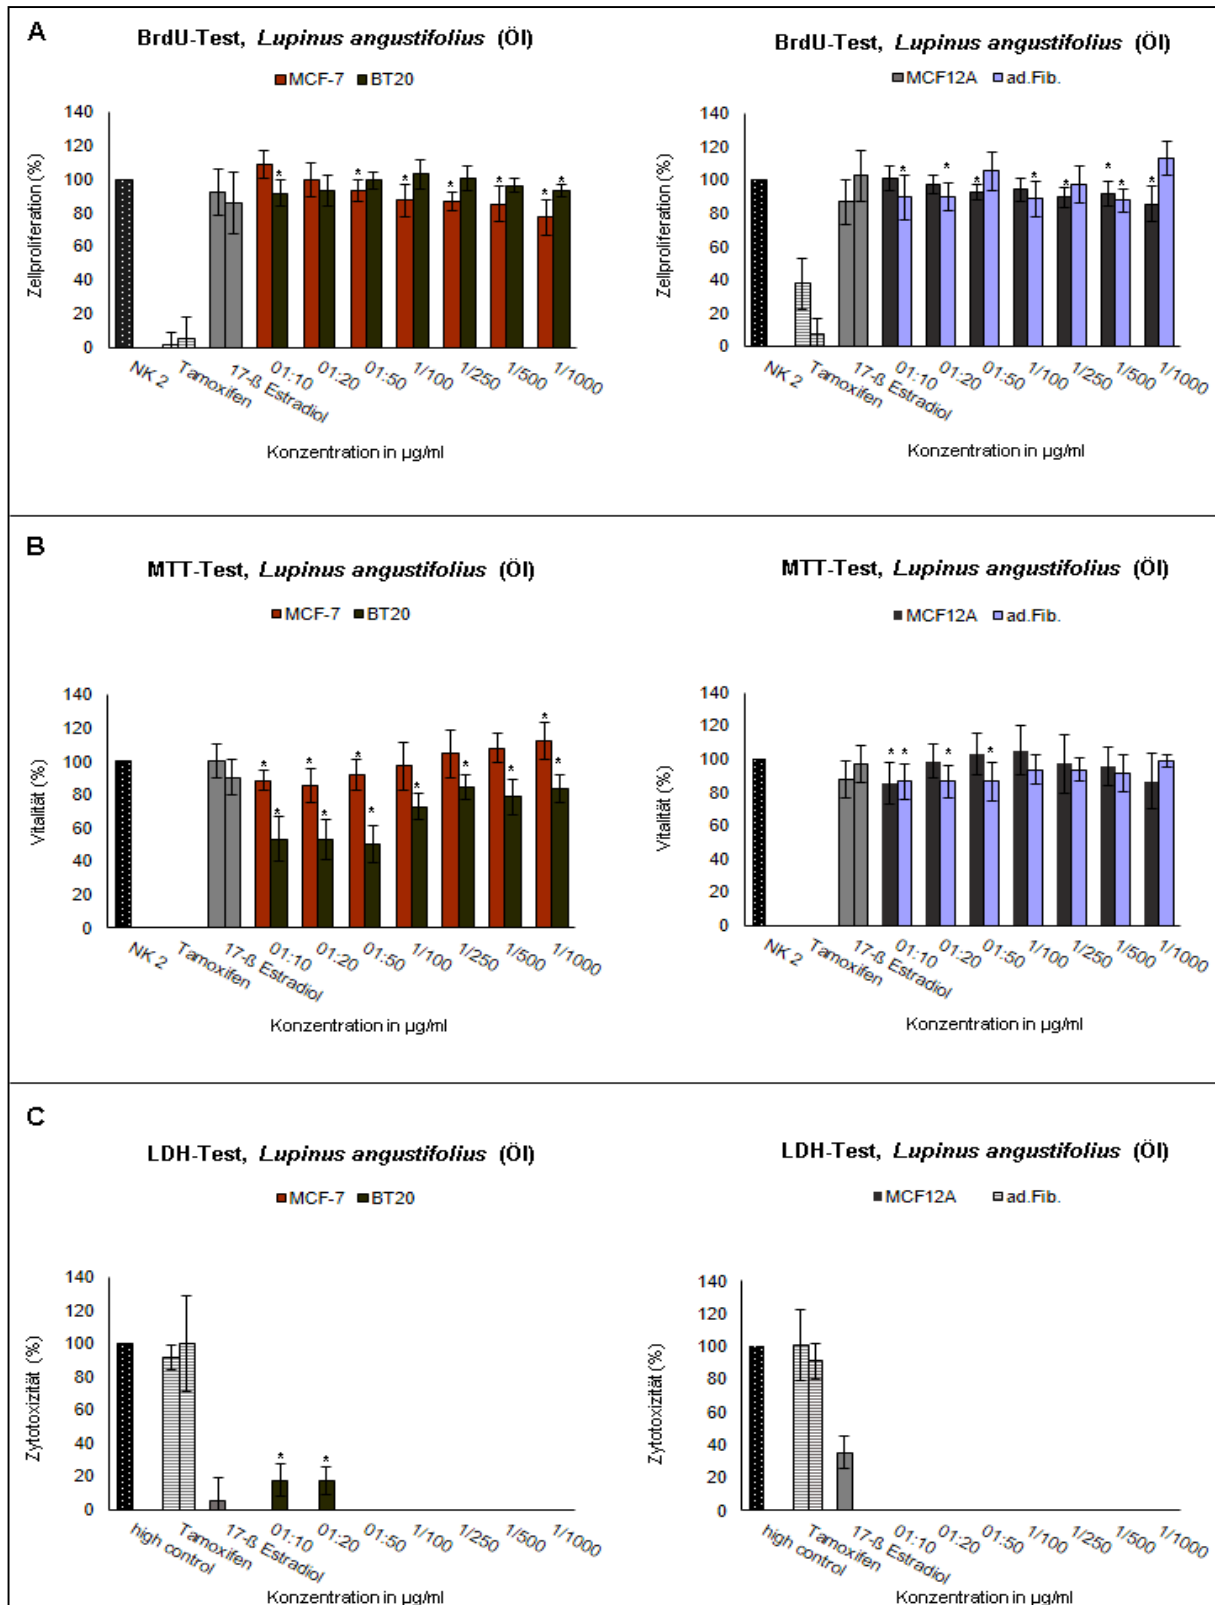 A
BrdU-Test, Lupinus angustifolius (Öl)
MCF-7 BT20
Zellproliferation (%)
140
120
100
80
60
40
20
0
* * * * * * * *
NK 2
Tamoxifen
17-ß Estradiol
01:10
01:20
01:50
1/100
1/250
1/500
1/1000
Konzentration in µg/ml
BrdU-Test, Lupinus angustifolius (Öl)
MCF12A ad.Fib.
Zellproliferation (%)
140
120
100
80
60
40
20
0
* * * * * * * *
NK 2
Tamoxifen
17-ß Estradiol
01:10
01:20
01:50
1/100
1/250
1/500
1/1000
Konzentration in µg/ml
B
MTT-Test, Lupinus angustifolius (Öl)
MCF-7 BT20
Vitalität (%)
140
120
100
80
60
40
20
0
* * * * * * * * * * *
NK 2
Tamoxifen
17-ß Estradiol
01:10
01:20
01:50
1/100
1/250
1/500
1/1000
Konzentration in µg/ml
MTT-Test, Lupinus angustifolius (Öl)
MCF12A ad.Fib.
Vitalität (%)
140
120
100
80
60
40
20
0
* * * *
NK 2
Tamoxifen
17-ß Estradiol
01:10
01:20
01:50
1/100
1/250
1/500
1/1000
Konzentration in µg/ml
C
LDH-Test, Lupinus angustifolius (Öl)
MCF-7 BT20
Zytotoxizität (%)
140
120
100
80
60
40
20
0
* *
high control
Tamoxifen
17-ß Estradiol
01:10
01:20
01:50
1/100
1/250
1/500
1/1000
Konzentration in µg/ml
LDH-Test, Lupinus angustifolius (Öl)
MCF12A ad.Fib.
Zytotoxizität (%)
140
120
100
80
60
40
20
0
high control
Tamoxifen
17-ß Estradiol
01:10
01:20
01:50
1/100
1/250
1/500
1/1000
Konzentration in µg/ml